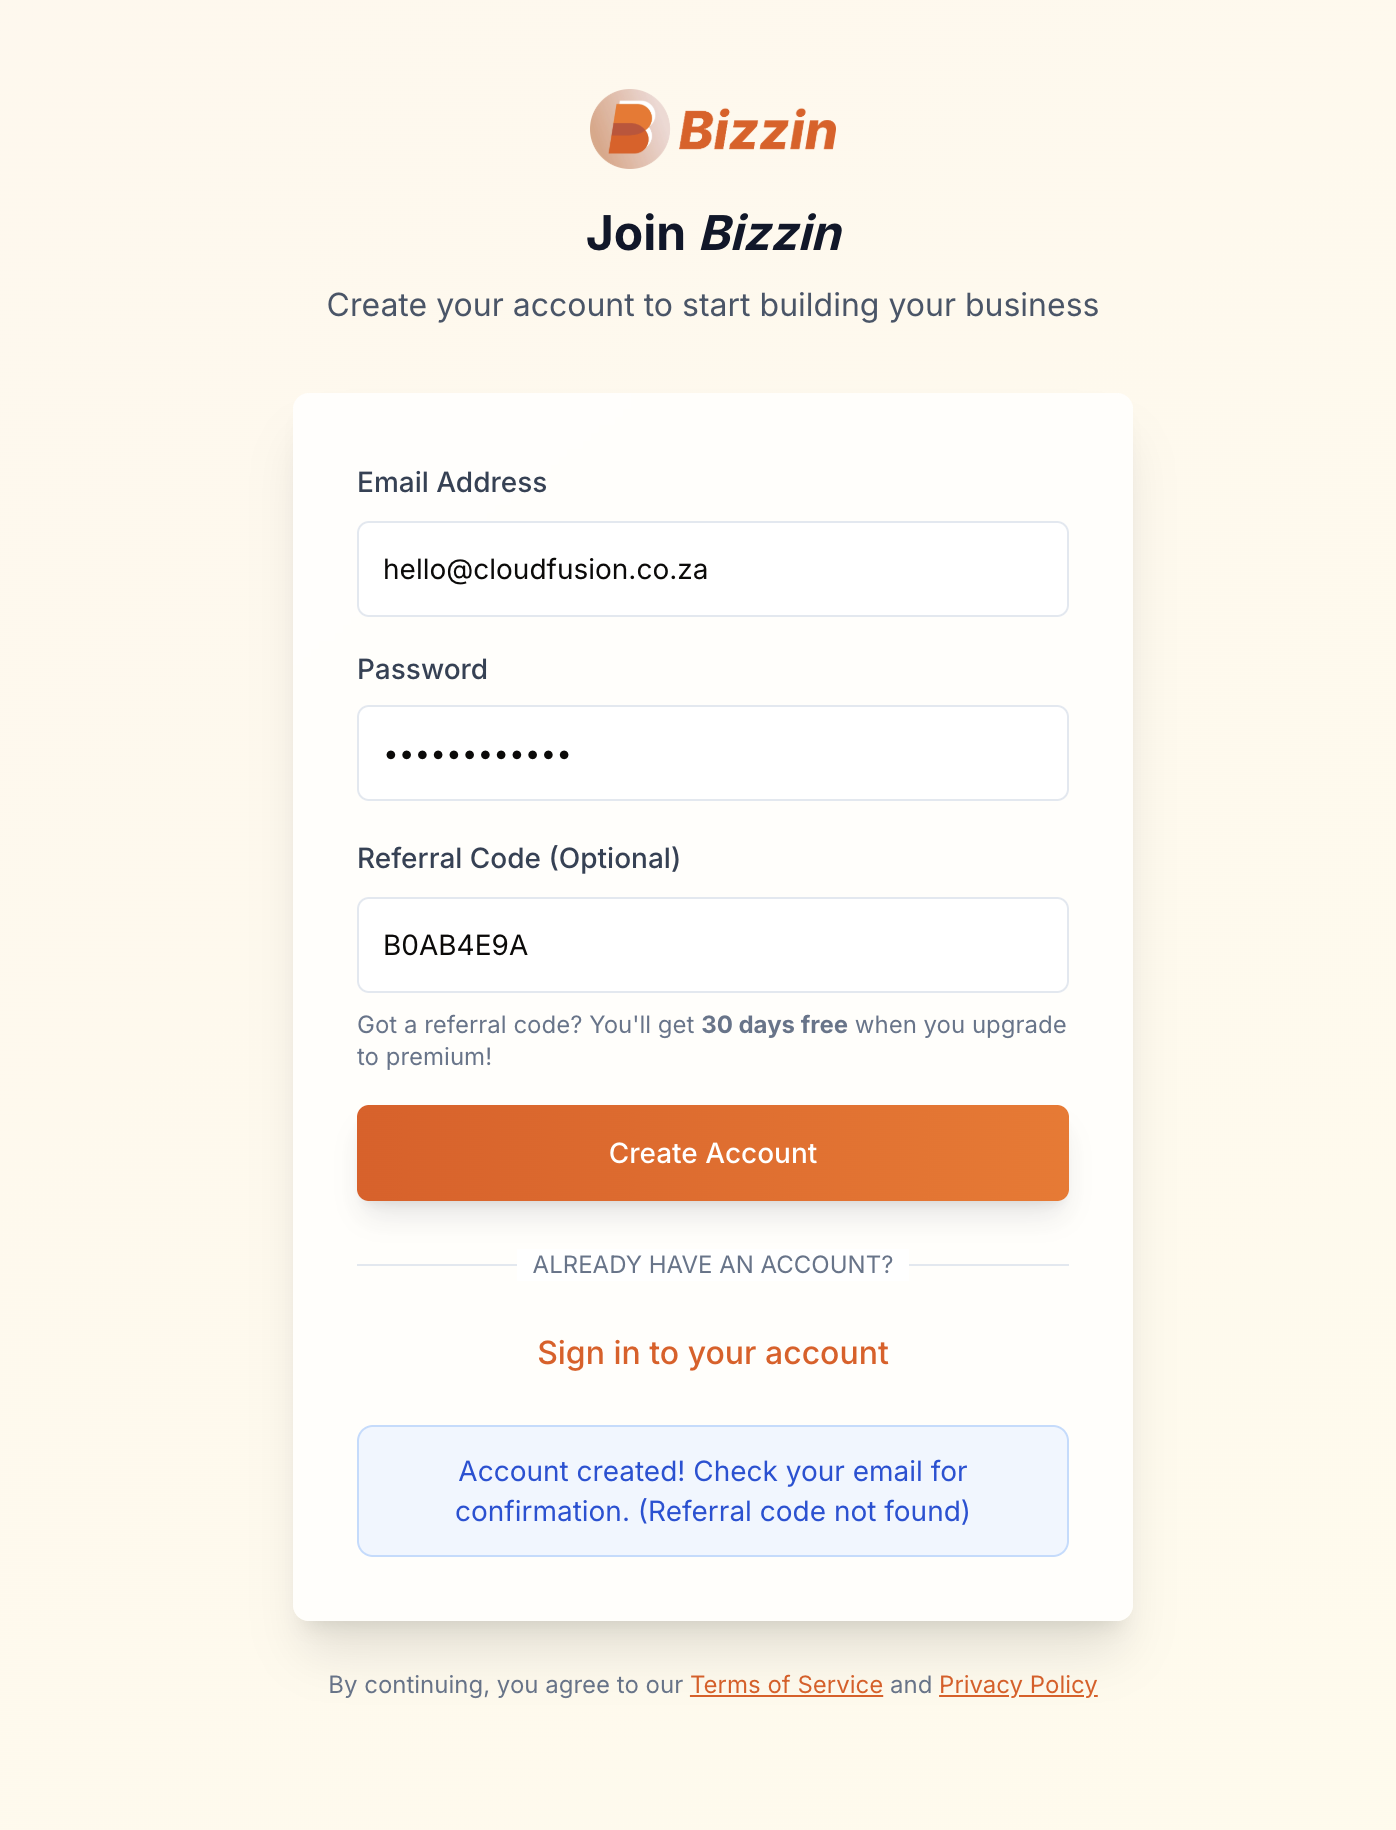 Bizzin
Join Bizzin
Create your account to start building your business
Email Address
hello@cloudfusion.co.za
Password
••••••••••••
Referral Code (Optional)
B0AB4E9A
Got a referral code? You'll get 30 days free when you upgrade
to premium!
Create Account
ALREADY HAVE AN ACCOUNT?
Sign in to your account
Account created! Check your email for
confirmation. (Referral code not found)
By continuing, you agree to our Terms of Service and Privacy Policy